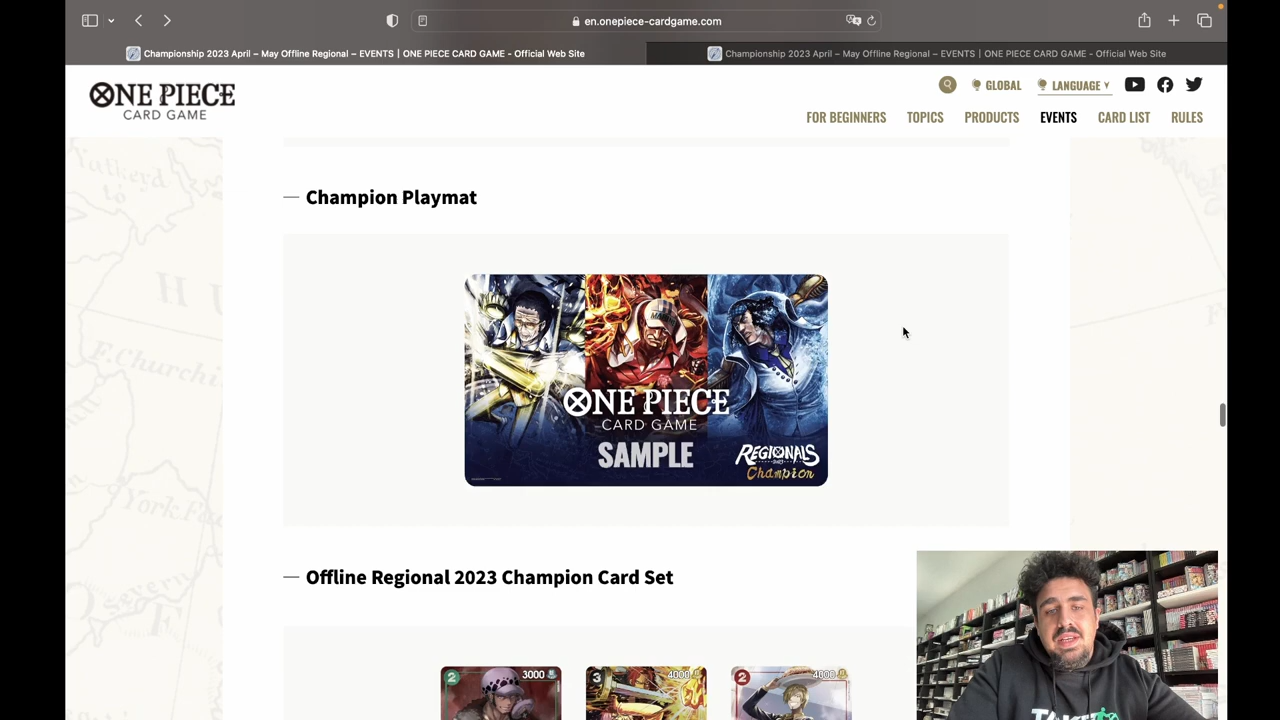 en.onepiece-cardgame.com
Championship 2023 April – May Offline Regional – EVENTS | ONE PIECE CARD GAME - Official Web Site
Championship 2023 April – May Offline Regional – EVENTS | ONE PIECE CARD GAME - Official Web Site
ONE PIECE
CARD GAME
GLOBAL
LANGUAGE
FOR BEGINNERS
TOPICS
PRODUCTS
EVENTS
CARD LIST
RULES
Champion Playmat
ONE PIECE
CARD GAME
SAMPLE
REGIONALS
Champion
Offline Regional 2023 Champion Card Set
2
3000
3
4000
2
4000